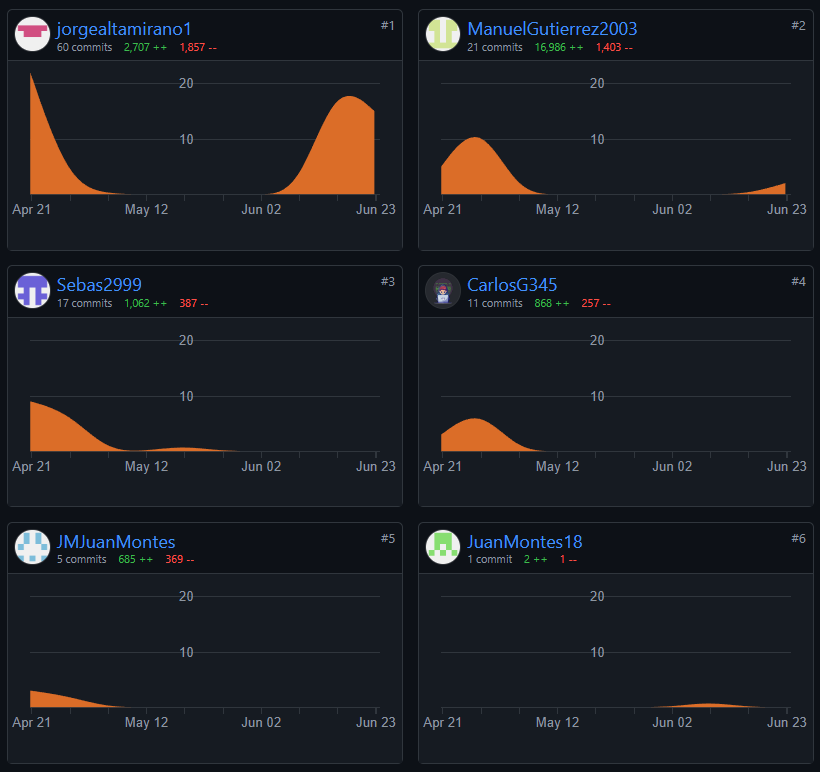 jorgealtamirano1 #1
60 commits 2,707 ++ 1,857 --
20
10
Apr 21 May 12 Jun 02 Jun 23
ManuelGutierrez2003 #2
21 commits 16,986 ++ 1,403 --
20
10
Apr 21 May 12 Jun 02 Jun 23
Sebas2999 #3
17 commits 1,062 ++ 387 --
20
10
Apr 21 May 12 Jun 02 Jun 23
CarlosG345 #4
11 commits 868 ++ 257 --
20
10
Apr 21 May 12 Jun 02 Jun 23
JMJuanMontes #5
5 commits 685 ++ 369 --
20
10
Apr 21 May 12 Jun 02 Jun 23
JuanMontes18 #6
1 commit 2 ++ 1 --
20
10
Apr 21 May 12 Jun 02 Jun 23